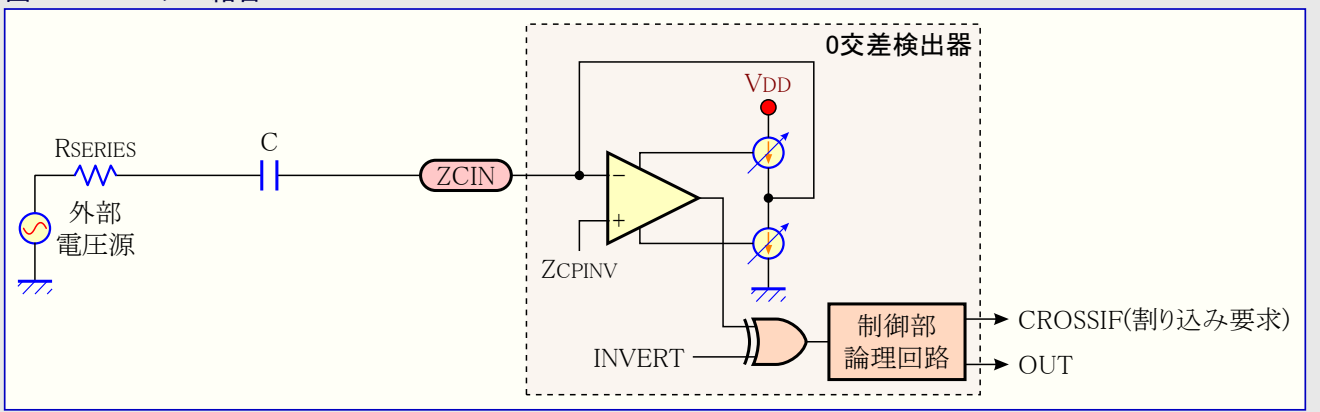 0交差検出器
VDD
RSERIES
C
ZCIN
外部
電圧源
−
+
ZCPINV
INVERT
制御部
論理回路
CROSSIF(割り込み要求)
OUT